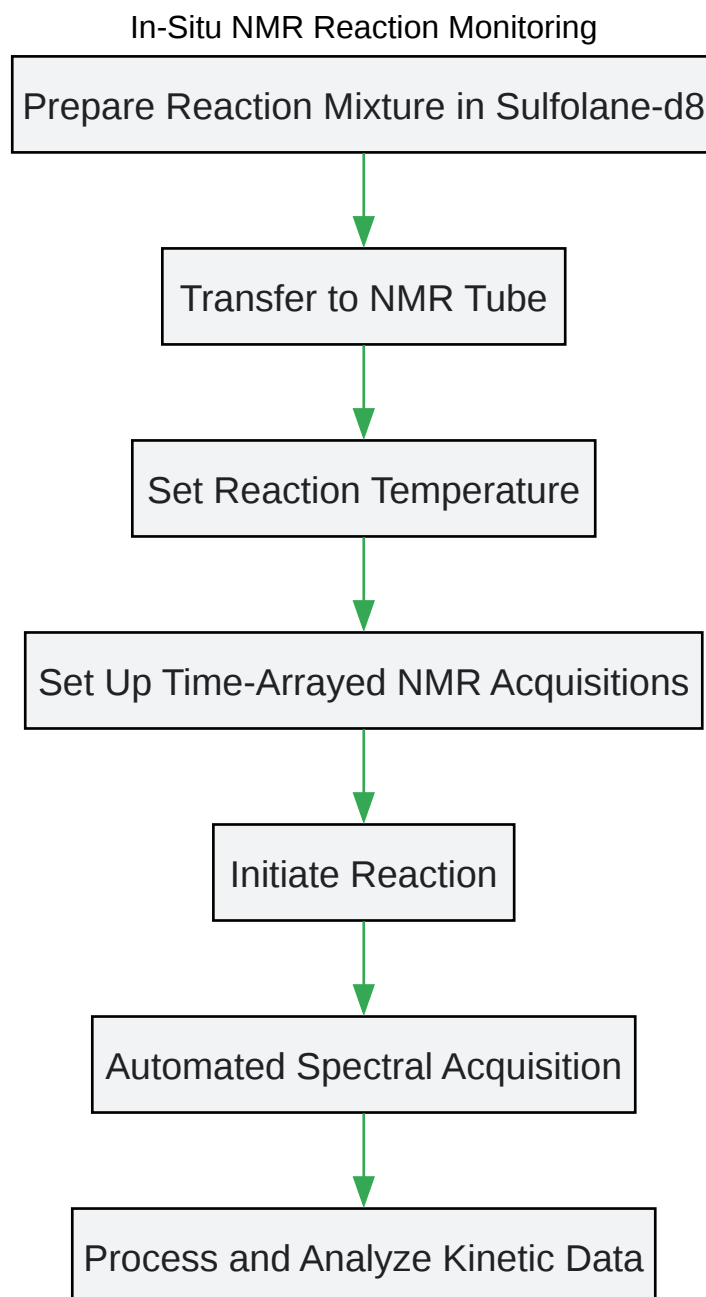 In-Situ NMR Reaction Monitoring
Prepare Reaction Mixture in Sulfolane-d8
Transfer to NMR Tube
Set Reaction Temperature
Set Up Time-Arrayed NMR Acquisitions
Initiate Reaction
Automated Spectral Acquisition
Process and Analyze Kinetic Data